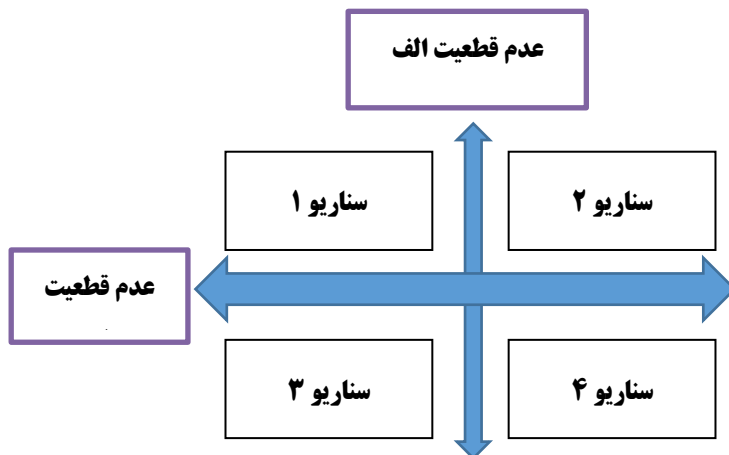 عدم قطعیت الف
سناریو ۱
سناریو ۲
عدم قطعیت
سناریو ۳
سناریو ۴